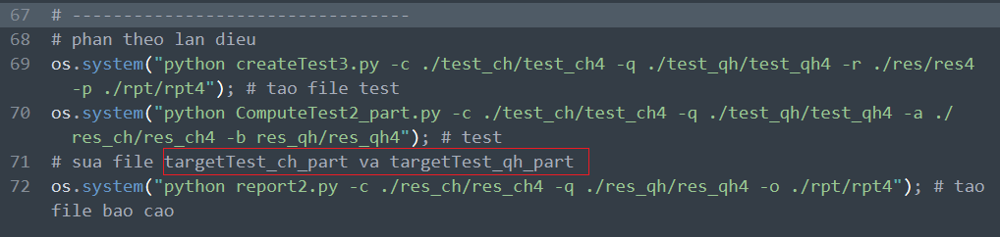 67 # ---------------------------------
68 # phan theo lan dieu
69 os.system("python createTest3.py -c ./test_ch/test_ch4 -q ./test_qh/test_qh4 -r ./res/res4
-p ./rpt/rpt4"); # tao file test
70 os.system("python ComputeTest2_part.py -c ./test_ch/test_ch4 -q ./test_qh/test_qh4 -a ./
res_ch/res_ch4 -b res_qh/res_qh4"); # test
71 # sua file targetTest_ch_part va targetTest_qh_part
72 os.system("python report2.py -c ./res_ch/res_ch4 -q ./res_qh/res_qh4 -o ./rpt/rpt4"); # tao
file bao cao